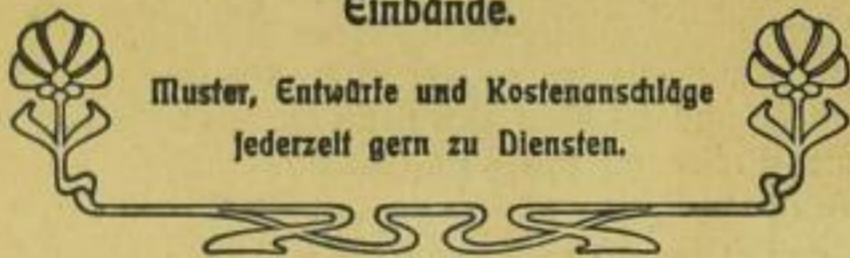 Einbände.
Muster, Entwürfe und Kostenanschläge
jederzeit gern zu Diensten.